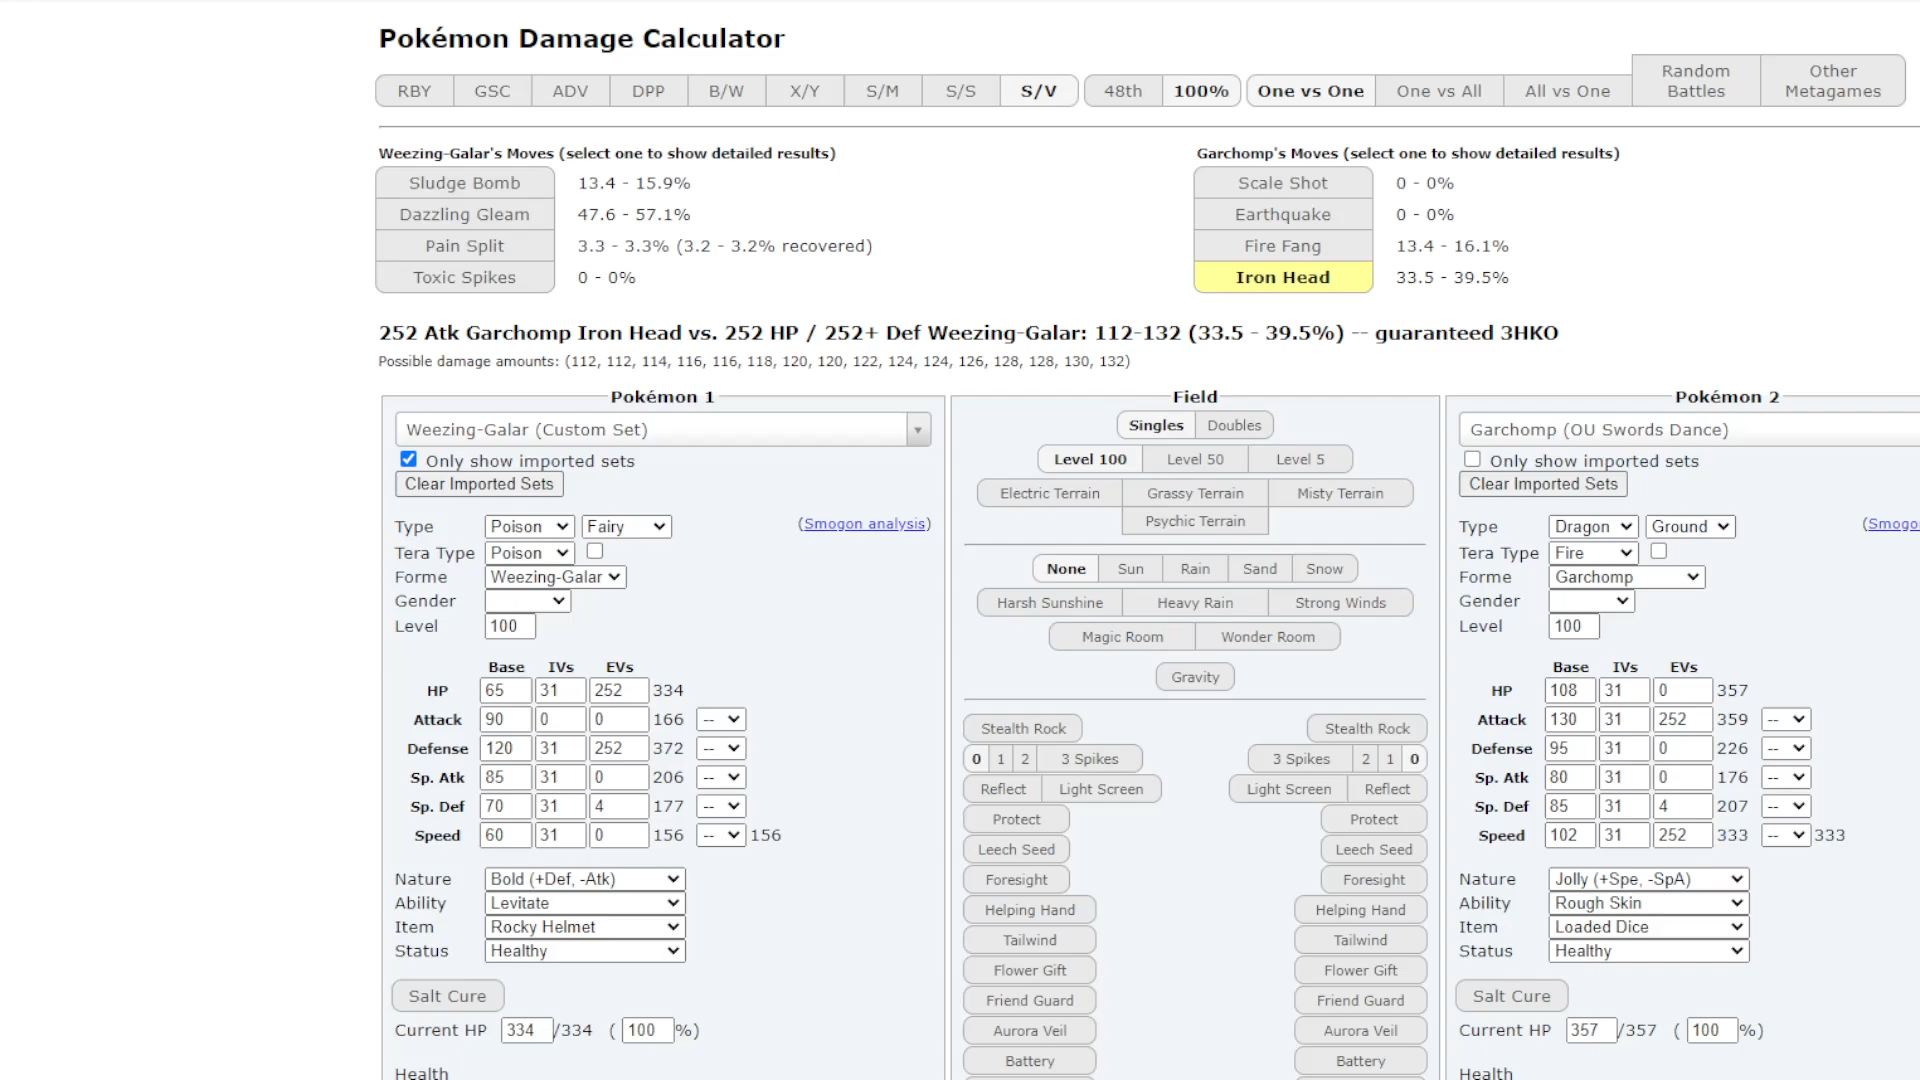 Pokémon Damage Calculator
RBY GSC ADV DPP B/W X/Y S/M S/S S/V 48th 100% One vs One One vs All All vs One Random Battles Other Metagames
Weezing-Galar's Moves (select one to show detailed results) Garchomp's Moves (select one to show detailed results)
Sludge Bomb 13.4 - 15.9% Scale Shot 0 - 0%
Dazzling Gleam 47.6 - 57.1% Earthquake 0 - 0%
Pain Split 3.3 - 3.3% (3.2 - 3.2% recovered) Fire Fang 13.4 - 16.1%
Toxic Spikes 0 - 0% Iron Head 33.5 - 39.5%
252 Atk Garchomp Iron Head vs. 252 HP / 252+ Def Weezing-Galar: 112-132 (33.5 - 39.5%) -- guaranteed 3HKO
Possible damage amounts: (112, 112, 114, 116, 116, 118, 120, 120, 122, 124, 124, 126, 128, 128, 130, 132)
Pokémon 1
Weezing-Galar (Custom Set)
Only show imported sets
Clear Imported Sets
Type Poison Fairy (Smogon analysis)
Tera Type Poison
Forme Weezing-Galar
Gender
Level 100
Base IVs EVs
HP 65 31 252 334
Attack 90 0 0 166 --
Defense 120 31 252 372 --
Sp. Atk 85 31 0 206 --
Sp. Def 70 31 4 177 --
Speed 60 31 0 156 -- 156
Nature Bold (+Def, -Atk)
Ability Levitate
Item Rocky Helmet
Status Healthy
Salt Cure
Current HP 334 /334 ( 100 %)
Health
Field
Singles Doubles
Level 100 Level 50 Level 5
Electric Terrain Grassy Terrain Misty Terrain
Psychic Terrain
None Sun Rain Sand Snow
Harsh Sunshine Heavy Rain Strong Winds
Magic Room Wonder Room
Gravity
Stealth Rock Stealth Rock
0 1 2 3 Spikes 3 Spikes 2 1 0
Reflect Light Screen Light Screen Reflect
Protect Protect
Leech Seed Leech Seed
Foresight Foresight
Helping Hand Helping Hand
Tailwind Tailwind
Flower Gift Flower Gift
Friend Guard Friend Guard
Aurora Veil Aurora Veil
Battery Battery
Pokémon 2
Garchomp (OU Swords Dance)
Only show imported sets
Clear Imported Sets
Type Dragon Ground (Smogo
Tera Type Fire
Forme Garchomp
Gender
Level 100
Base IVs EVs
HP 108 31 0 357
Attack 130 31 252 359 --
Defense 95 31 0 226 --
Sp. Atk 80 31 0 176 --
Sp. Def 85 31 4 207 --
Speed 102 31 252 333 -- 333
Nature Jolly (+Spe, -SpA)
Ability Rough Skin
Item Loaded Dice
Status Healthy
Salt Cure
Current HP 357 /357 ( 100 %)
Health